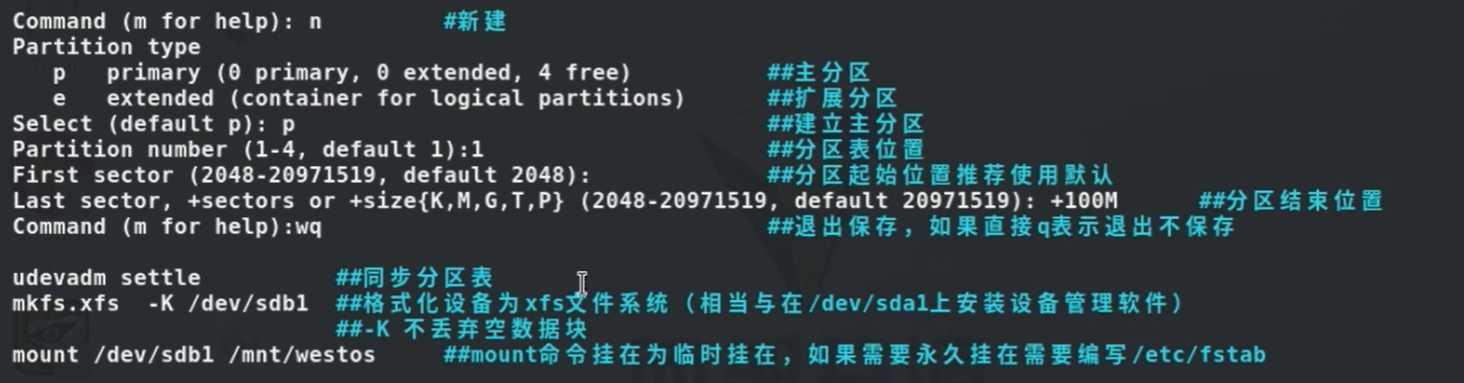 Command (m for help): n #新建
Partition type
p primary (0 primary, 0 extended, 4 free) ##主分区
e extended (container for logical partitions) ##扩展分区
Select (default p): p ##建立主分区
Partition number (1-4, default 1):1 ##分区表位置
First sector (2048-20971519, default 2048): ##分区起始位置推荐使用默认
Last sector, +sectors or +size{K,M,G,T,P} (2048-20971519, default 20971519): +100M ##分区结束位置
Command (m for help):wq ##退出保存，如果直接q表示退出不保存
udevadm settle ##同步分区表
mkfs.xfs -K /dev/sdb1 ##格式化设备为xfs文件系统（相当与在/dev/sda1上安装设备管理软件）
##-K 不丢弃空数据块
mount /dev/sdb1 /mnt/westos ##mount命令挂在为临时挂在，如果需要永久挂在需要编写/etc/fstab